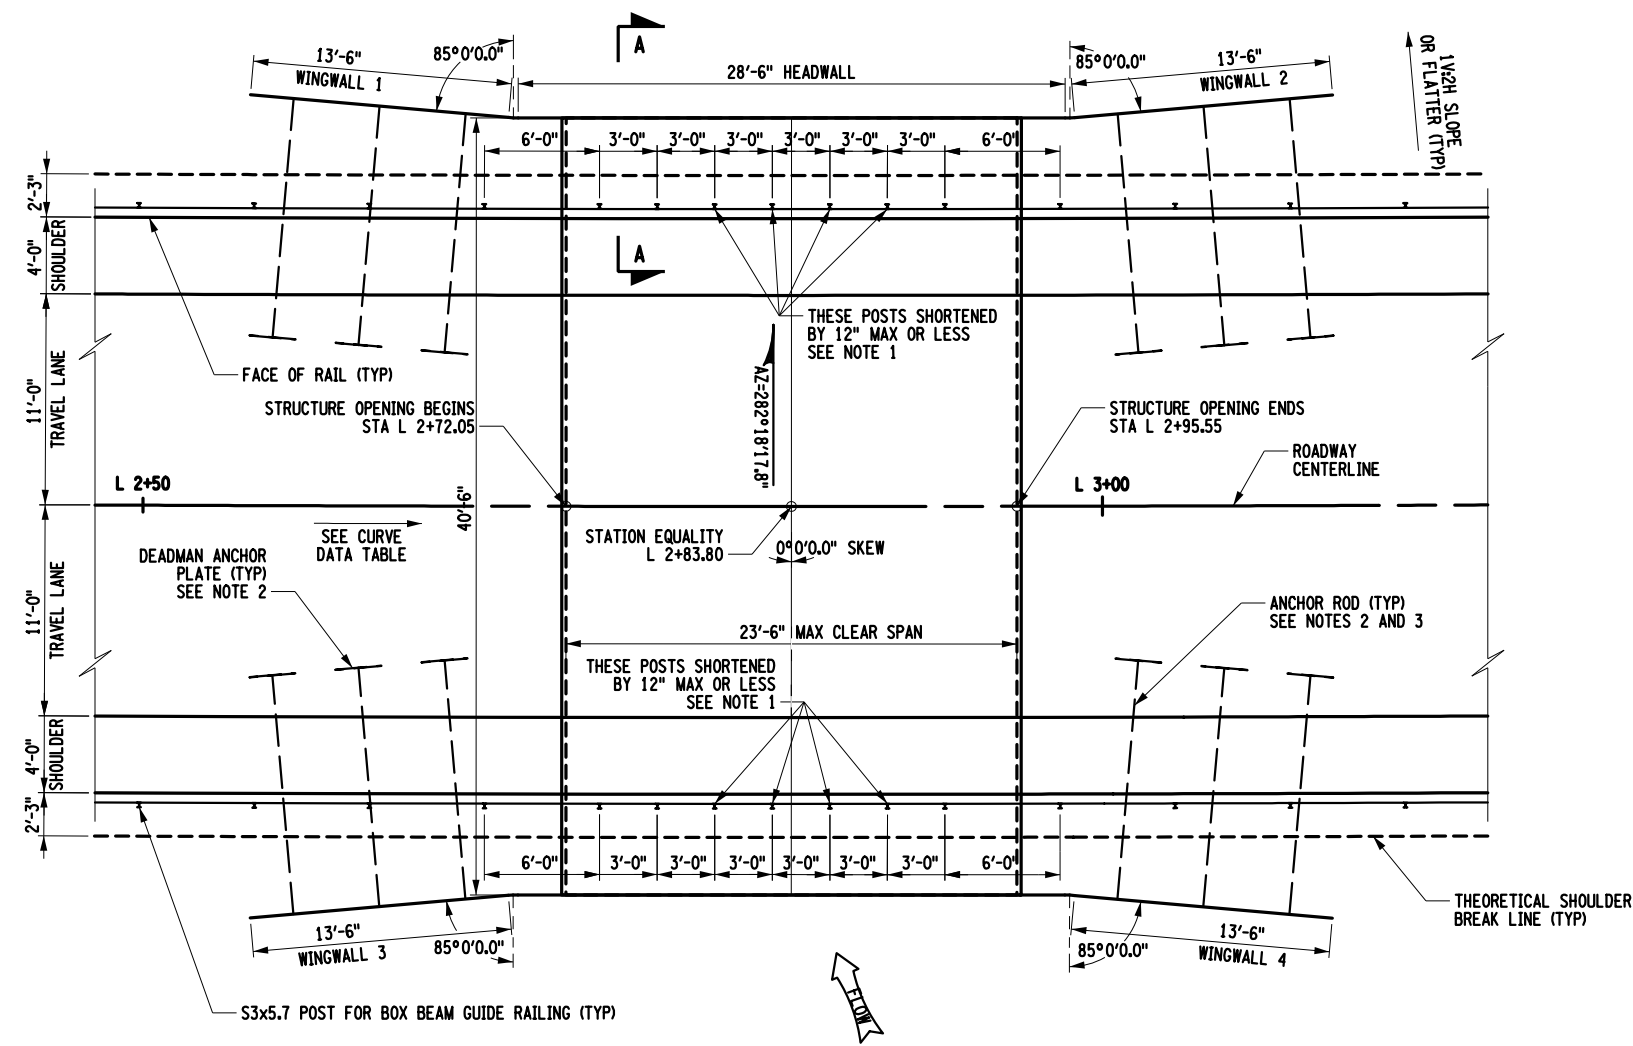 A
13'-6"
WINGWALL 1
85°0'0.0"
28'-6" HEADWALL
85°0'0.0"
13'-6"
WINGWALL 2
1V:2H SLOPE
OR FLATTER (TYP)
6'-0"
3'-0"
3'-0"
3'-0"
3'-0"
3'-0"
3'-0"
6'-0"
2'-3"
4'-0"
SHOULDER
A
THESE POSTS SHORTENED
BY 12" MAX OR LESS
SEE NOTE 1
FACE OF RAIL (TYP)
11'-0"
TRAVEL LANE
AZ=282°18'17.8"
STRUCTURE OPENING BEGINS
STA L 2+72.05
STRUCTURE OPENING ENDS
STA L 2+95.55
ROADWAY
CENTERLINE
L 2+50
L 3+00
40'-6"
SEE CURVE
DATA TABLE
STATION EQUALITY
L 2+83.80
0°0'0.0" SKEW
DEADMAN ANCHOR
PLATE (TYP)
SEE NOTE 2
11'-0"
TRAVEL LANE
ANCHOR ROD (TYP)
SEE NOTES 2 AND 3
23'-6" MAX CLEAR SPAN
THESE POSTS SHORTENED
BY 12" MAX OR LESS
SEE NOTE 1
4'-0"
SHOULDER
2'-3"
6'-0"
3'-0"
3'-0"
3'-0"
3'-0"
3'-0"
3'-0"
6'-0"
THEORETICAL SHOULDER
BREAK LINE (TYP)
13'-6"
WINGWALL 3
85°0'0.0"
85°0'0.0"
13'-6"
WINGWALL 4
FLOW
S3x5.7 POST FOR BOX BEAM GUIDE RAILING (TYP)